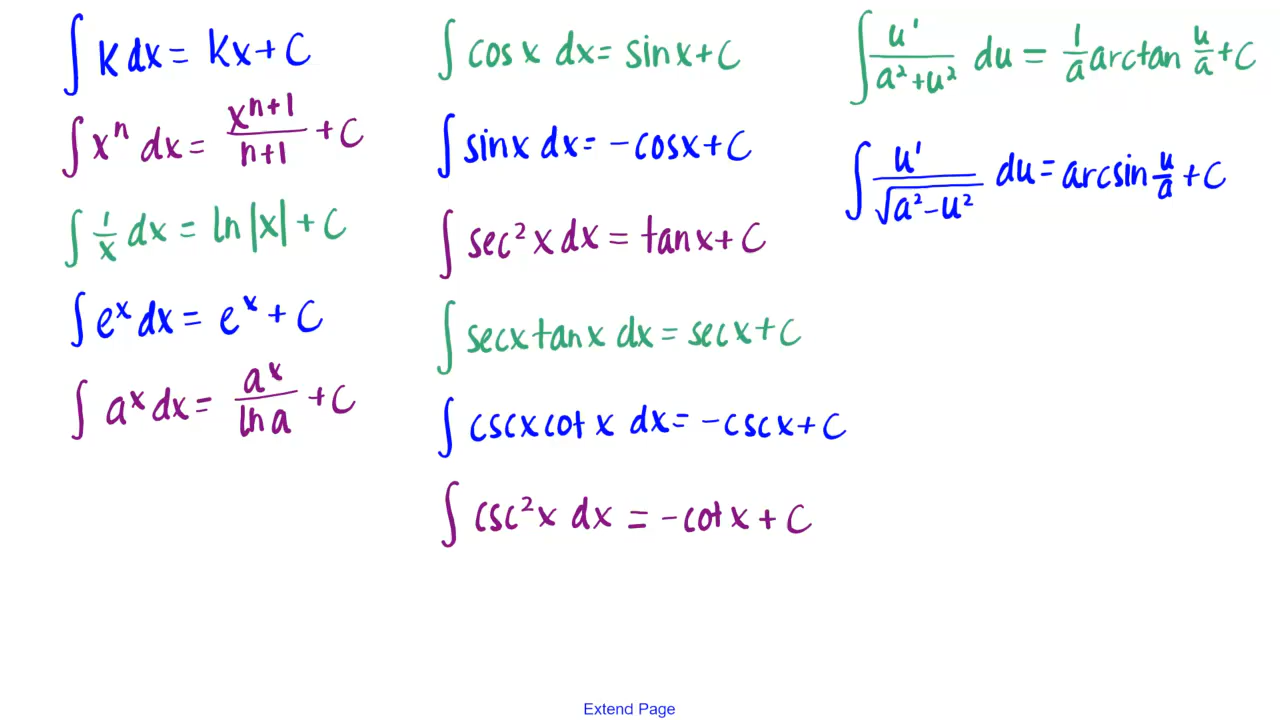 ∫ k dx = kx + C
∫ xⁿ dx = xⁿ⁺¹/(n+1) + C
∫ 1/x dx = ln|x| + C
∫ eˣ dx = eˣ + C
∫ aˣ dx = aˣ/ln a + C
∫ cos x dx = sin x + C
∫ sin x dx = -cos x + C
∫ sec² x dx = tan x + C
∫ sec x tan x dx = sec x + C
∫ csc x cot x dx = -csc x + C
∫ csc² x dx = -cot x + C
∫ u'/(a² + u²) du = 1/a arctan u/a + C
∫ u'/√(a² - u²) du = arcsin u/a + C
Extend Page